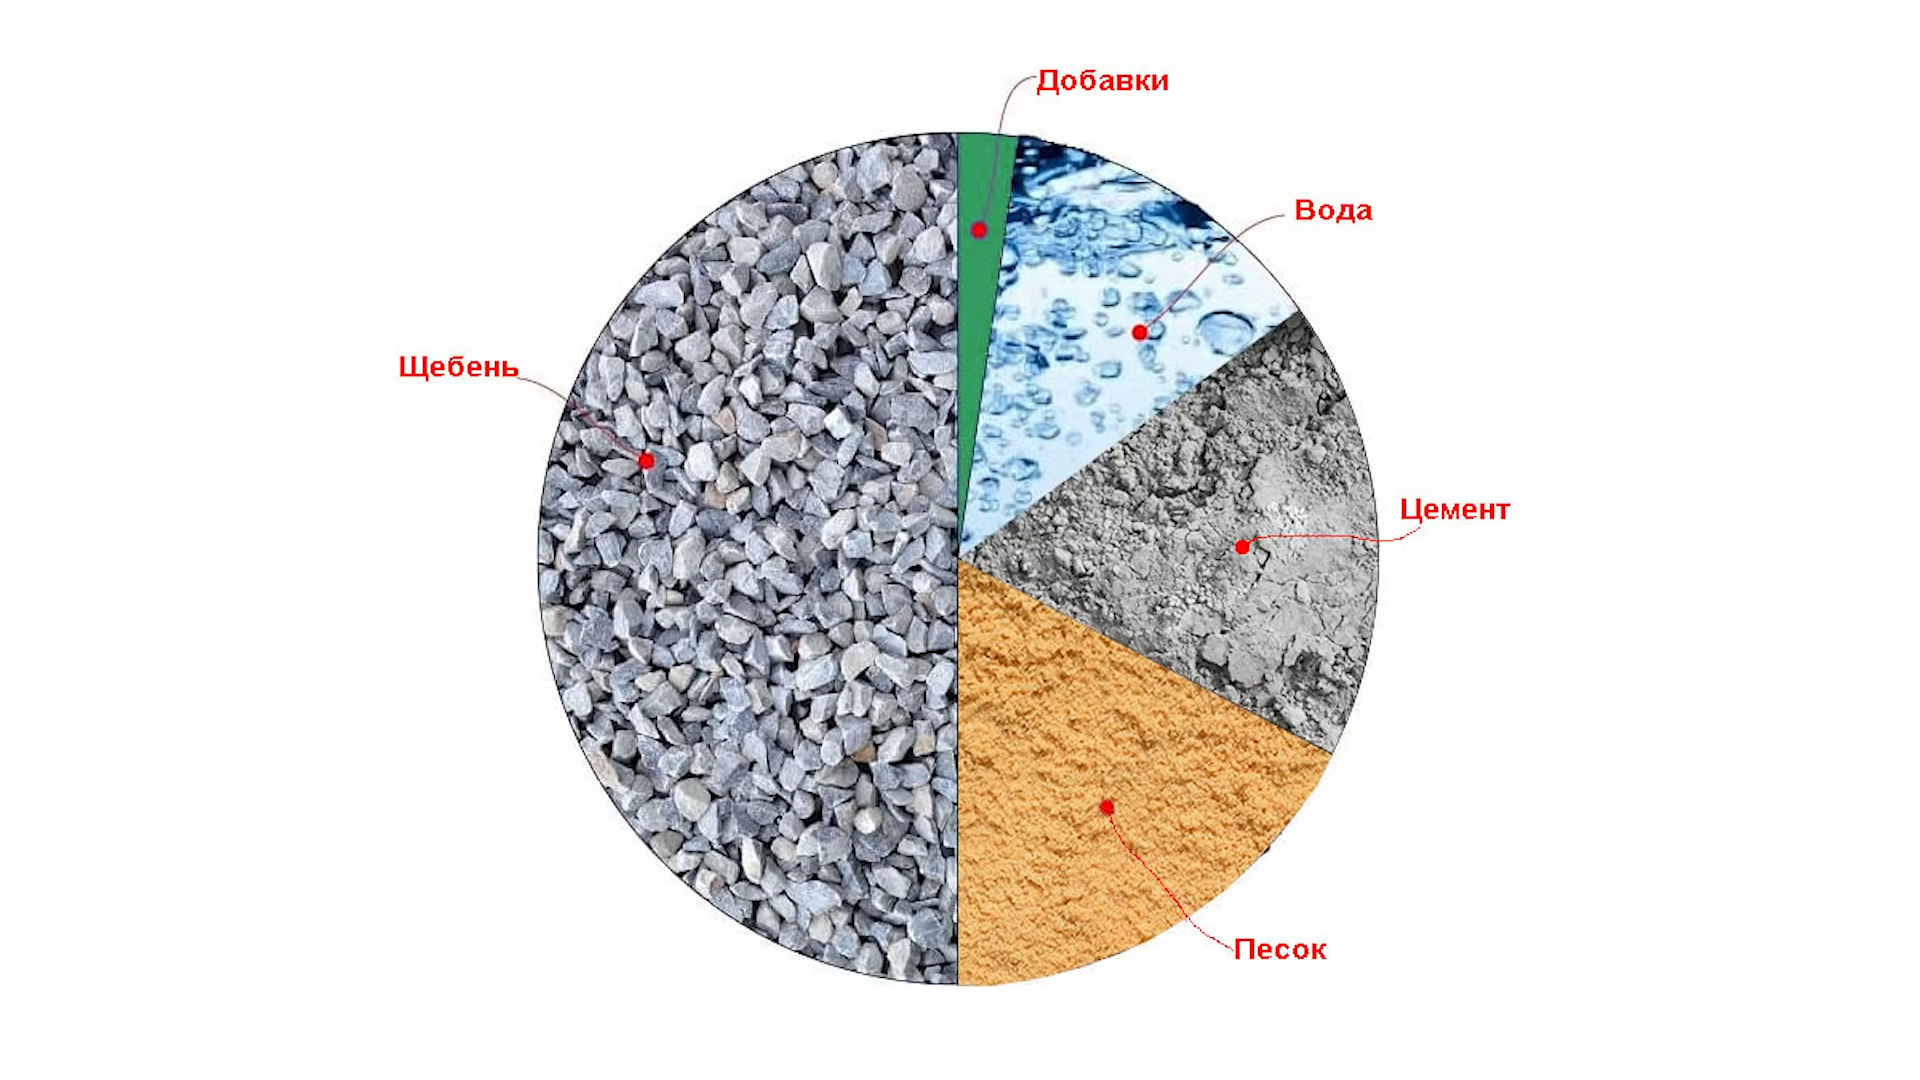 Добавки
Вода
Щебень
Цемент
Песок